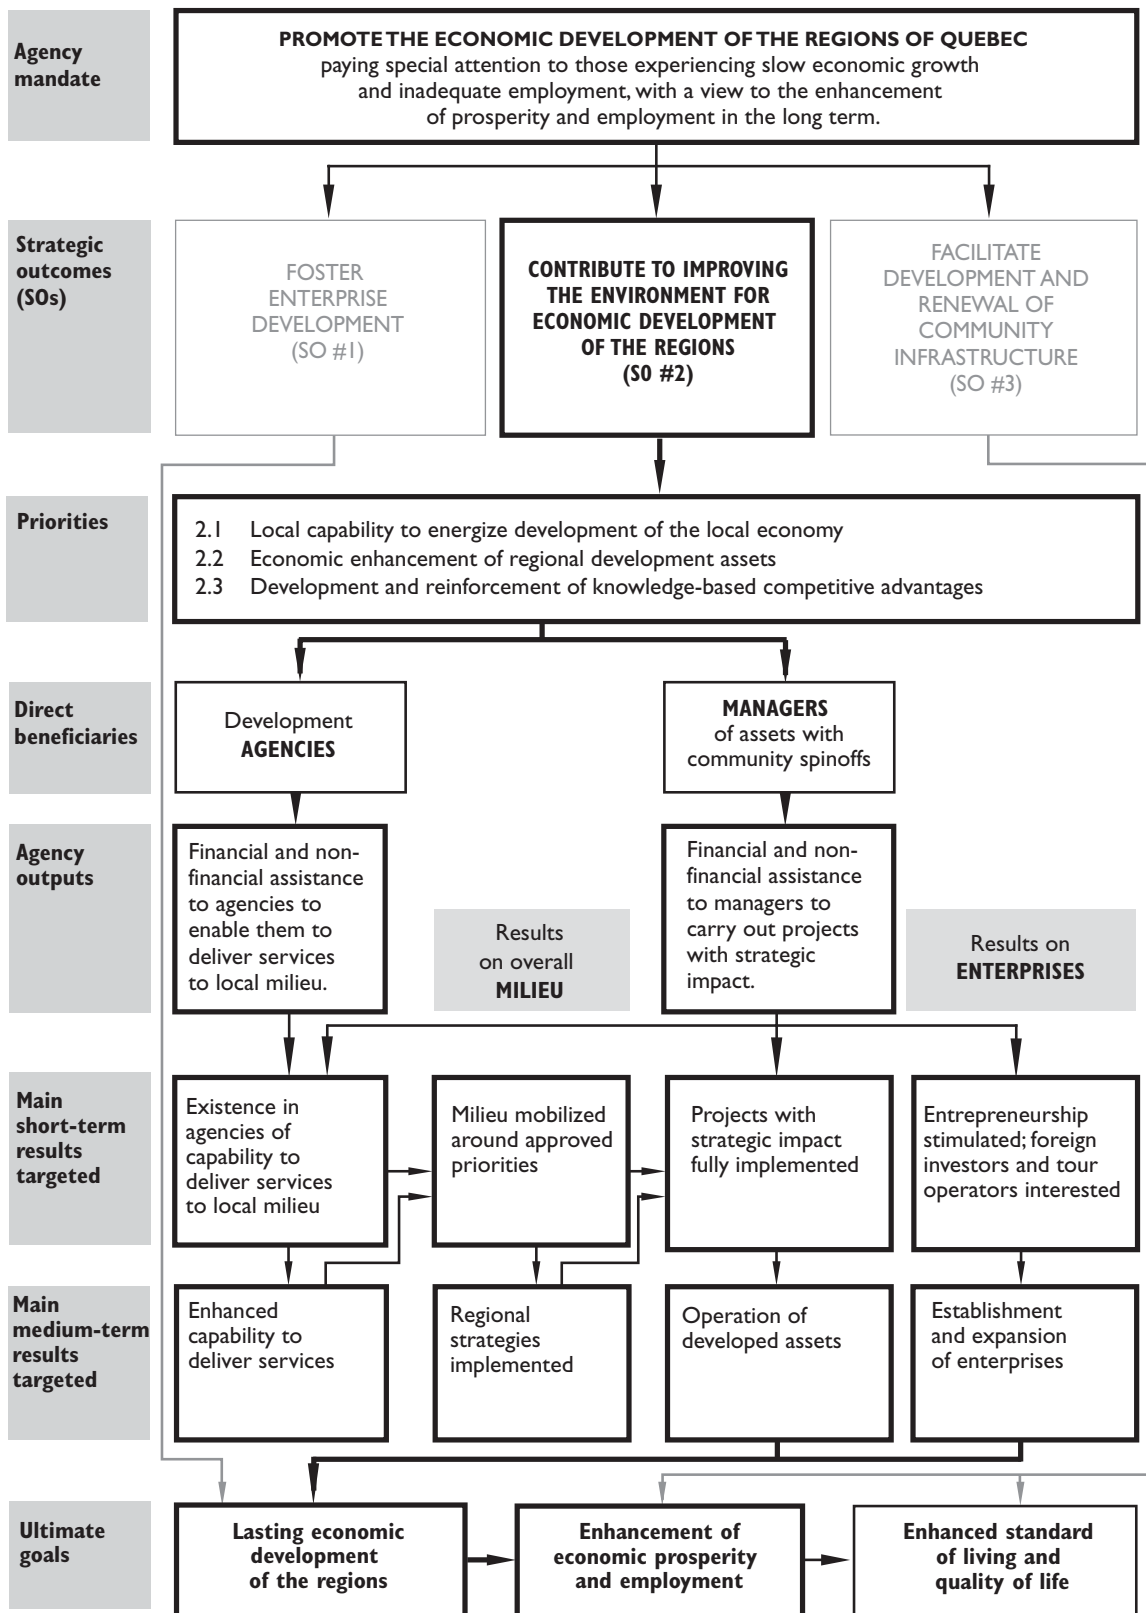 Agency
mandate
PROMOTE THE ECONOMIC DEVELOPMENT OF THE REGIONS OF QUEBEC
paying special attention to those experiencing slow economic growth
and inadequate employment, with a view to the enhancement
of prosperity and employment in the long term.
Strategic
outcomes
(SOs)
FOSTER
ENTERPRISE
DEVELOPMENT
(SO #1)
CONTRIBUTE TO IMPROVING
THE ENVIRONMENT FOR
ECONOMIC DEVELOPMENT
OF THE REGIONS
(S0 #2)
FACILITATE
DEVELOPMENT AND
RENEWAL OF
COMMUNITY
INFRASTRUCTURE
(SO #3)
Priorities
2.1 Local capability to energize development of the local economy
2.2 Economic enhancement of regional development assets
2.3 Development and reinforcement of knowledge-based competitive advantages
Direct
beneficiaries
Development
AGENCIES
MANAGERS
of assets with
community spinoffs
Agency
outputs
Financial and non-
financial assistance
to agencies to
enable them to
deliver services
to local milieu.
Results
on overall
MILIEU
Financial and non-
financial assistance
to managers to
carry out projects
with strategic
impact.
Results on
ENTERPRISES
Main
short-term
results
targeted
Existence in
agencies of
capability to
deliver services
to local milieu
Milieu mobilized
around approved
priorities
Projects with
strategic impact
fully implemented
Entrepreneurship
stimulated; foreign
investors and tour
operators interested
Main
medium-term
results
targeted
Enhanced
capability to
deliver services
Regional
strategies
implemented
Operation of
developed assets
Establishment
and expansion
of enterprises
Ultimate
goals
Lasting economic
development
of the regions
Enhancement of
economic prosperity
and employment
Enhanced standard
of living and
quality of life